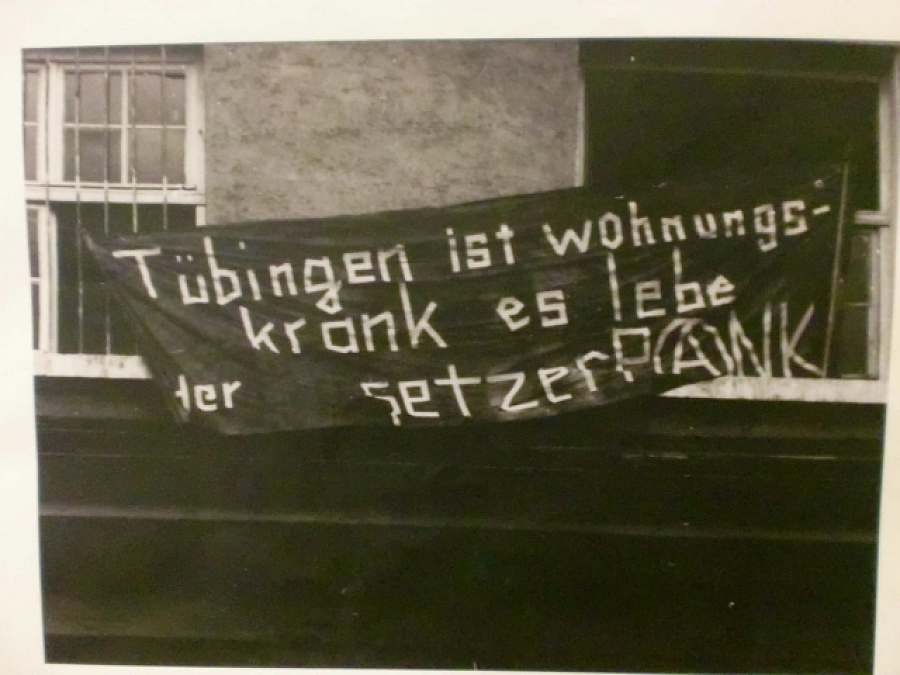 Tübingen ist wohnungs-
krank es lebe
der setzerPANK